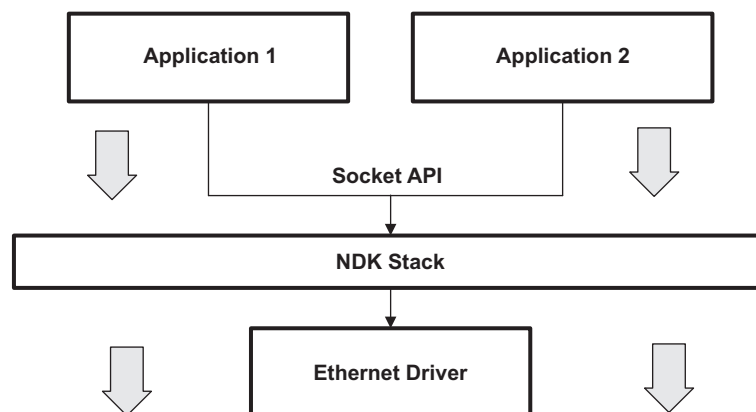 Application 1
Application 2
Socket API
NDK Stack
Ethernet Driver